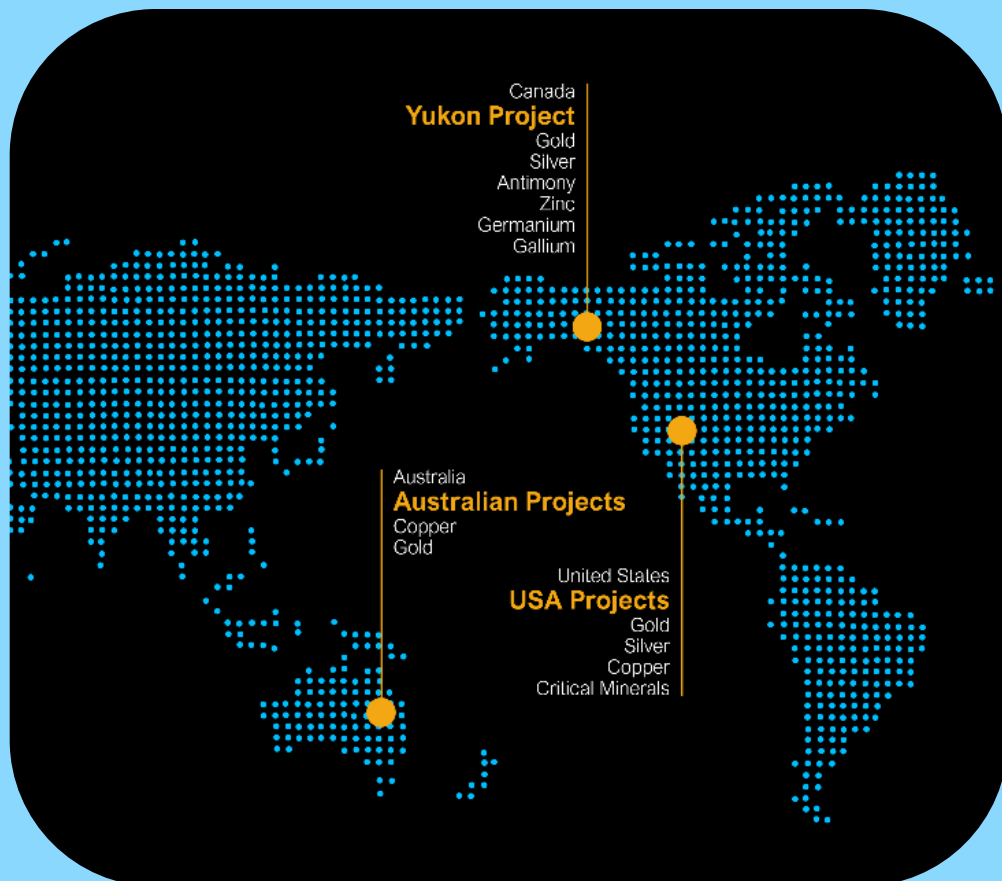 Canada
Yukon Project
Gold
Silver
Antimony
Zinc
Germanium
Gallium
Australia
Australian Projects
Copper
Gold
United States
USA Projects
Gold
Silver
Copper
Critical Minerals